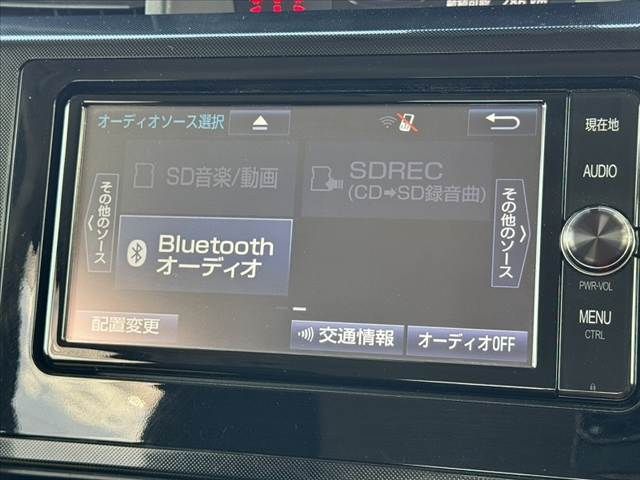 オーディオソース選択
現在地
SD音楽/動画
SDREC
(CD➡SD録音曲)
AUDIO
その他のソース
その他のソース
Bluetooth
オーディオ
PWR-VOL
配置変更
交通情報
オーディオOFF
MENU
CTRL